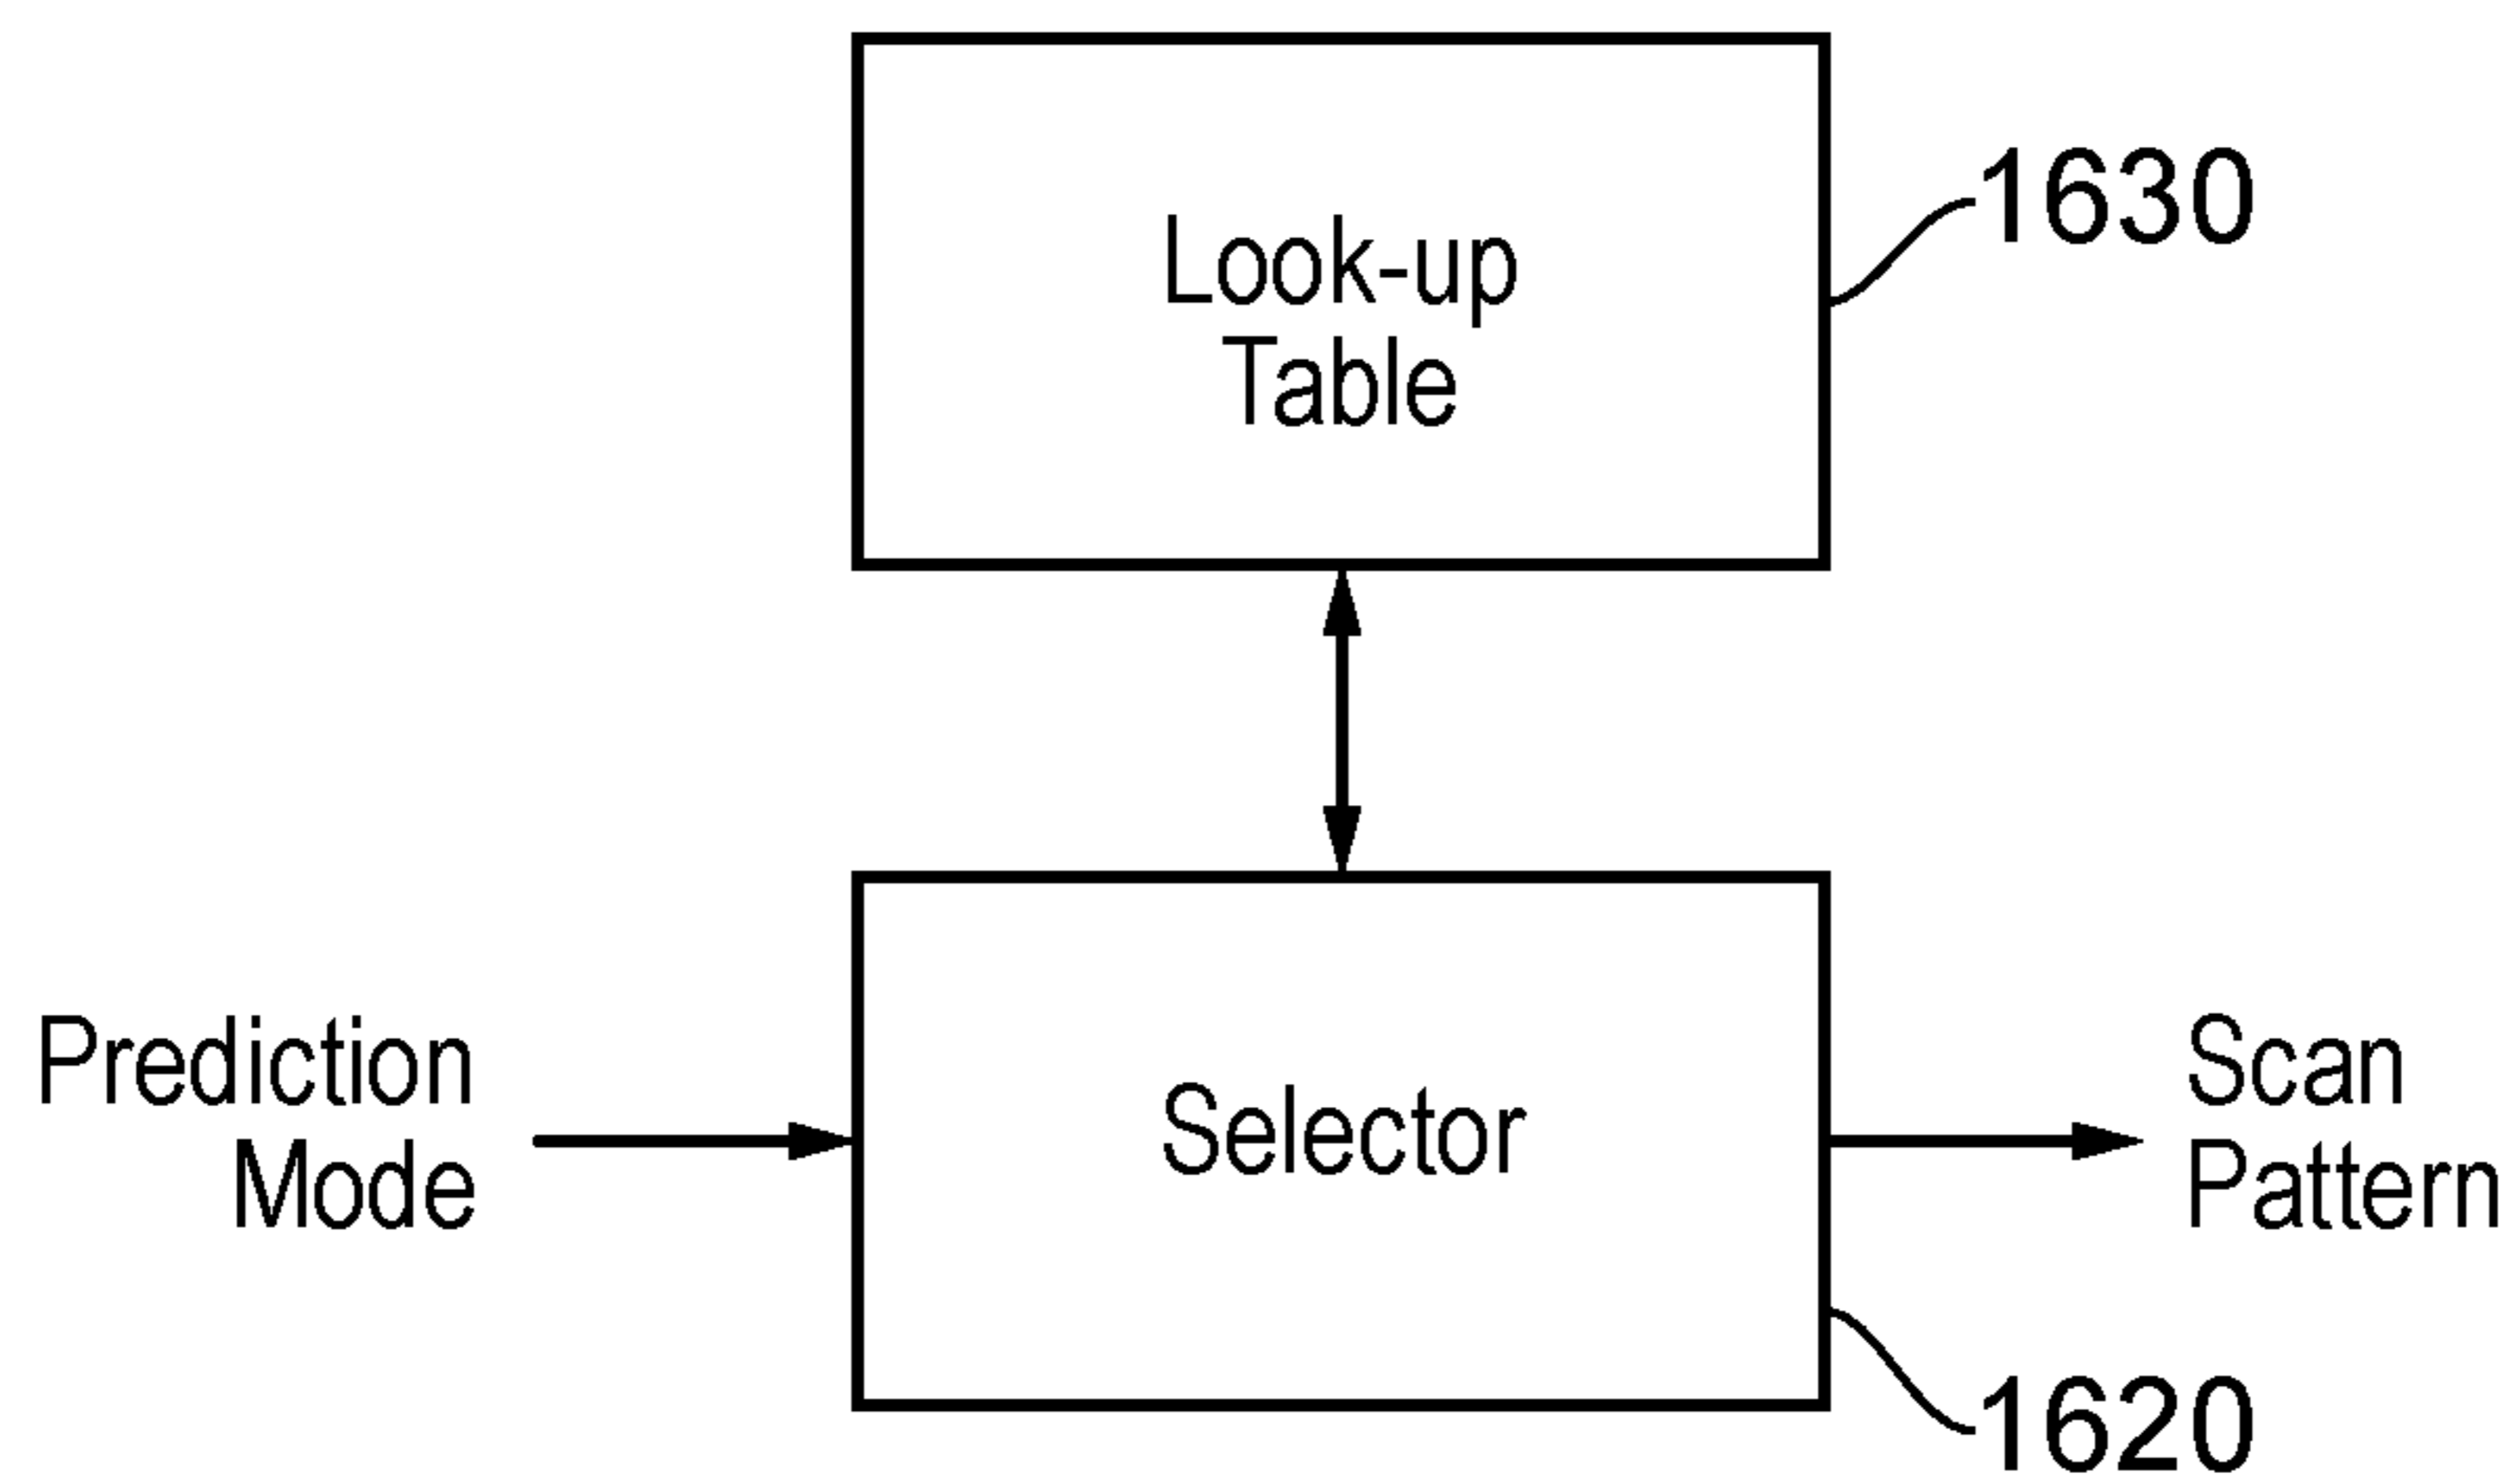 Look-up
Table
1630
Prediction
Mode
Selector
Scan
Pattern
1620